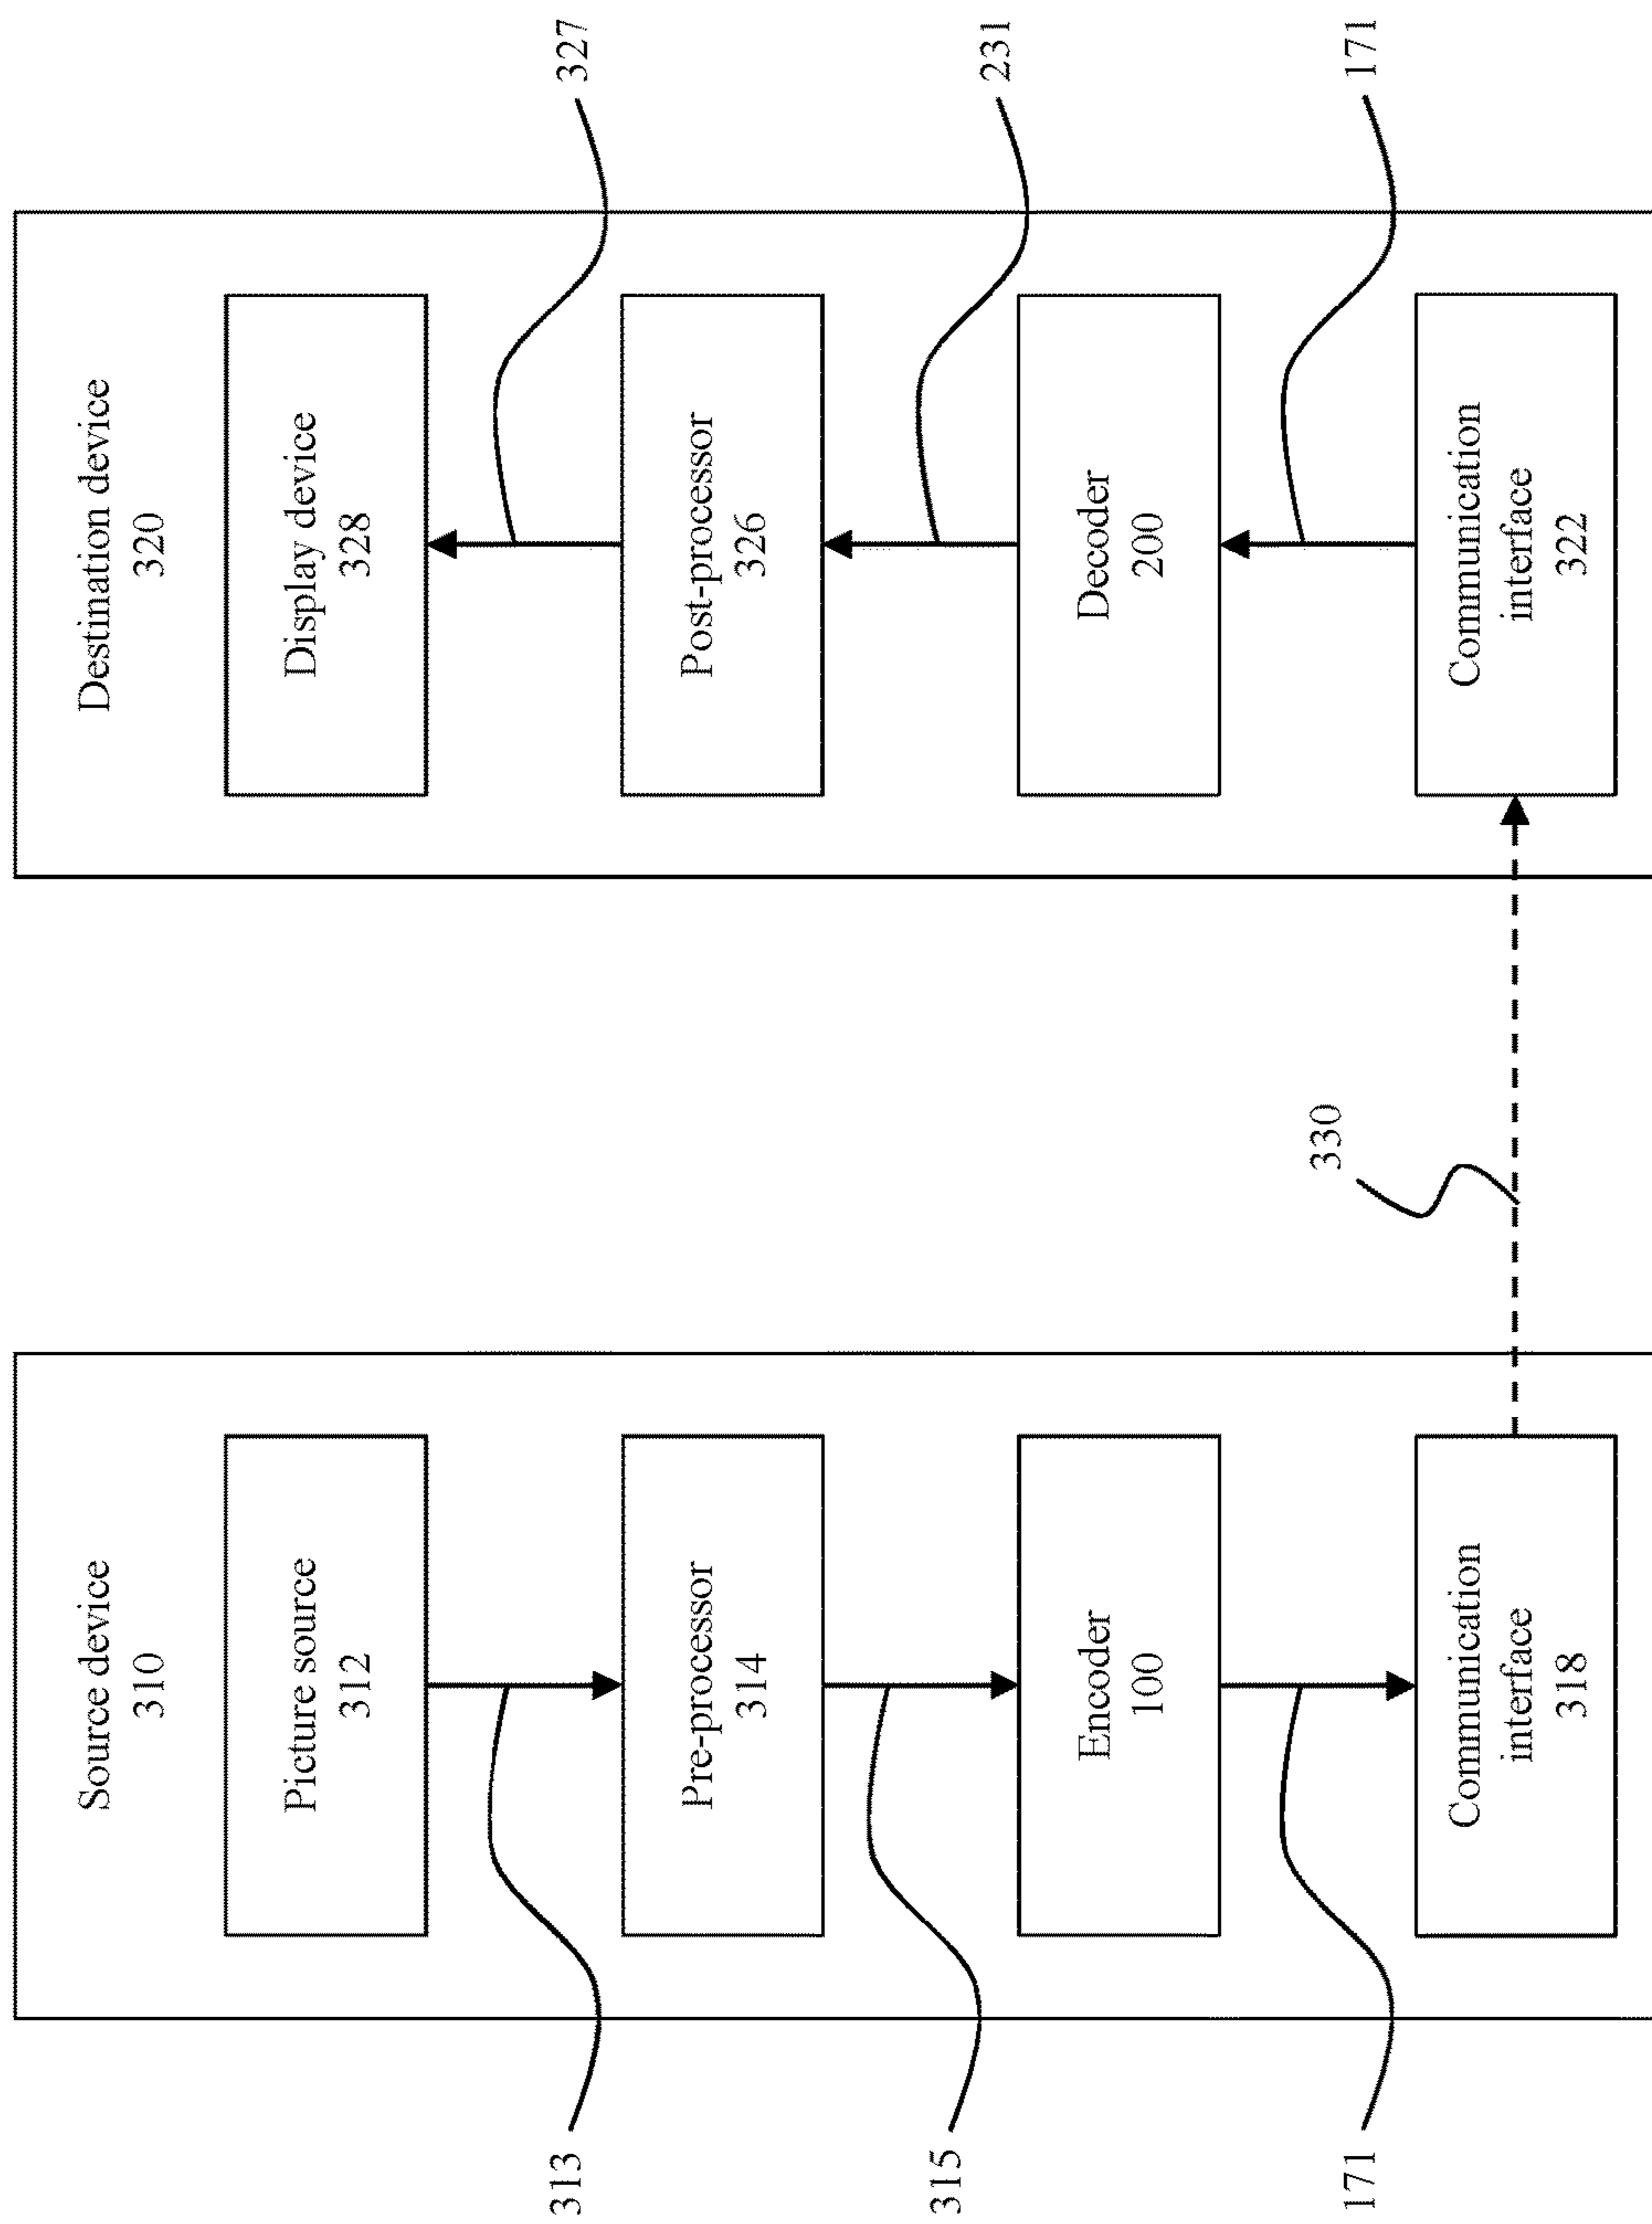 Source device
310
Picture source
312
313
Pre-processor
314
315
Encoder
100
171
Communication
interface
318
330
Destination device
320
Display device
328
327
Post-processor
326
231
Decoder
200
171
Communication
interface
322